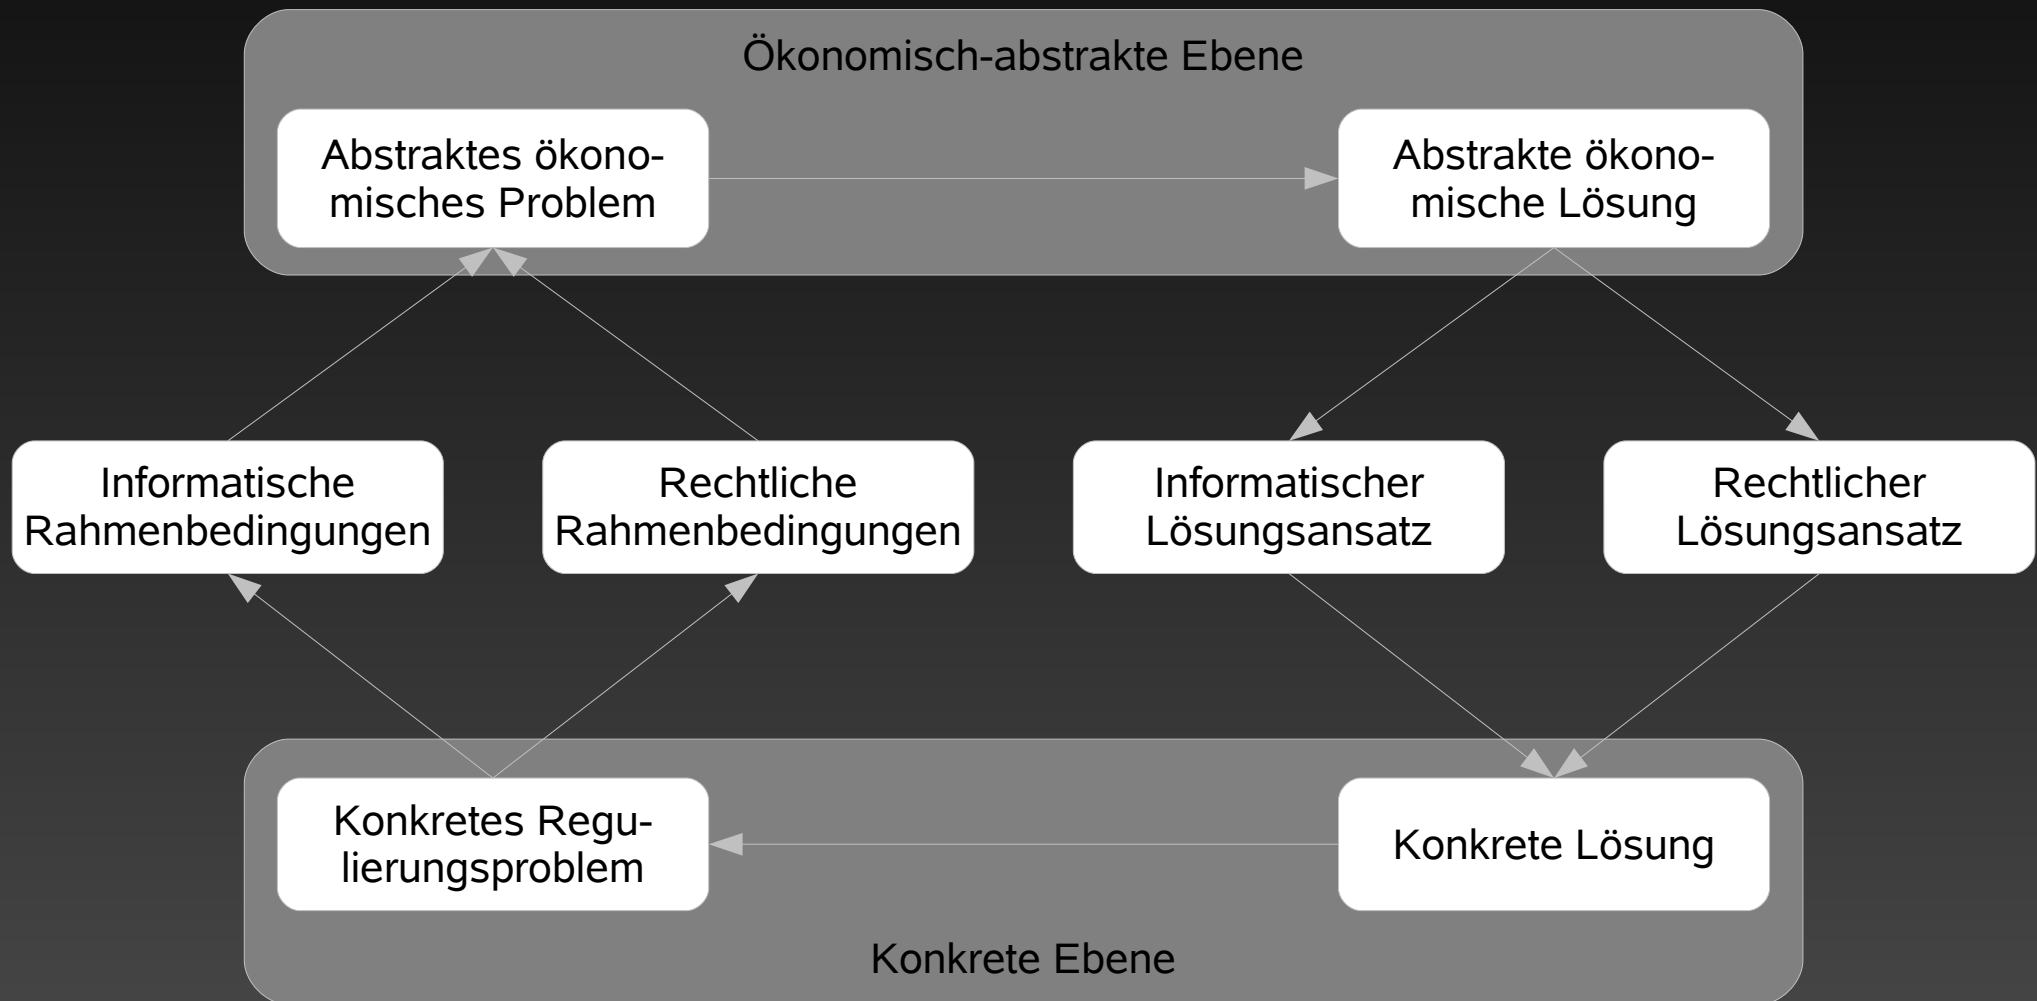 Ökonomisch-abstrakte Ebene
Abstraktes ökono-
misches Problem
Abstrakte ökono-
mische Lösung
Informatische
Rahmenbedingungen
Rechtliche
Rahmenbedingungen
Informatischer
Lösungsansatz
Rechtlicher
Lösungsansatz
Konkretes Regu-
lierungsproblem
Konkrete Lösung
Konkrete Ebene